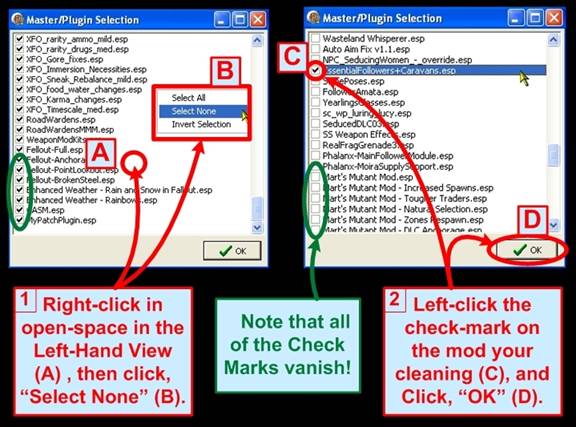 Master/Plugin Selection
XFO_rarity_ammo_mild.esp
XFO_rarity_drugs_med.esp
XFO_Gore_fixes.esp
XFO_Immersion_Necessities.esp
XFO_Sneak_Rebalance_mild.esp
XFO_food_water_changes.esp
XFO_Karma_changes.esp
XFO_Timescale_med.esp
RoadWardens.esp
RoadWardensMMM.esp
WeaponModKits
Fellout-Full.esp
Fellout-Anchorage
Fellout-PointLookout.esp
Fellout-BrokenSteel.esp
Enhanced Weather - Rain and Snow in Fallout.esp
Enhanced Weather - Rainbows.esp
DASM.esp
MyPatchPlugin.esp
OK
B
Select All
Select None
Invert Selection
A
1 Right-click in
open-space in the
Left-Hand View
(A) , then click,
“Select None” (B).
Master/Plugin Selection
Wasteland Whisperer.esp
Auto Aim Fix v1.1.esp
NPC_SeducingWomen_-_override.esp
EssentialFollowers+Caravans.esp
Poses.esp
FollowerAmata.esp
YearlingsGlasses.esp
sc_wp_luring_lucy.esp
SeducedDLC03.esp
SS Weapon Effects.esp
RealFragGrenade3
Phalanx-MainFollowerModule.esp
Phalanx-MoiraSupplySupport.esp
Mart's Mutant Mod.esp
Mart's Mutant Mod - Increased Spawns.esp
Mart's Mutant Mod - Tougher Traders.esp
Mart's Mutant Mod - Natural Selection.esp
Mart's Mutant Mod - Zones Respawn.esp
Mart's Mutant Mod - DLC Anchorage.esp
OK
C
D
Note that all
of the Check
Marks vanish!
2 Left-click the
check-mark on
the mod your
cleaning (C), and
Click, “OK” (D).